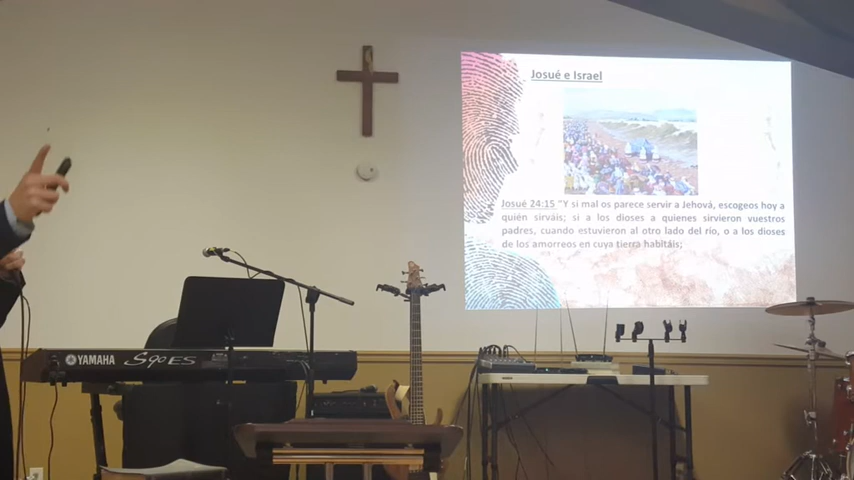 Josué e Israel
Josué 24:15 "Y si mal os parece servir a Jehová, escogeos hoy a
quién sirváis; si a los dioses a quienes sirvieron vuestros
padres, cuando estuvieron al otro lado del río, o a los dioses
de los amorreos en cuya tierra habitáis;
YAMAHA
S90 ES